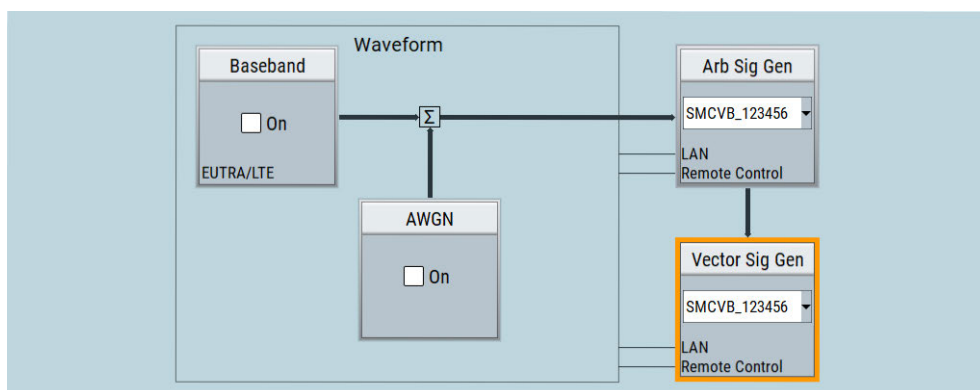 Waveform
Baseband
On
EUTRA/LTE
Σ
AWGN
On
Arb Sig Gen
SMCVB_123456
LAN
Remote Control
Vector Sig Gen
SMCVB_123456
LAN
Remote Control